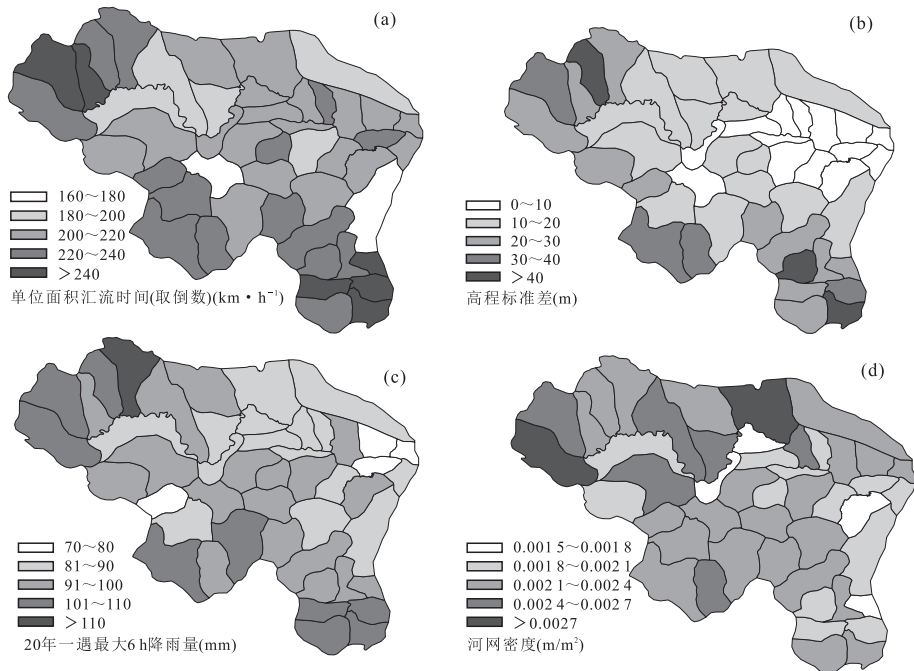 (a)
160～180
180～200
200～220
220～240
＞240
单位面积汇流时间(取倒数)(km·h⁻¹)
(b)
0～10
10～20
20～30
30～40
＞40
高程标准差(m)
(c)
70～80
81～90
91～100
101～110
＞110
20年一遇最大6 h降雨量(mm)
(d)
0.001 5～0.001 8
0.001 8～0.002 1
0.002 1～0.002 4
0.002 4～0.002 7
＞0.0027
河网密度(m/m²)